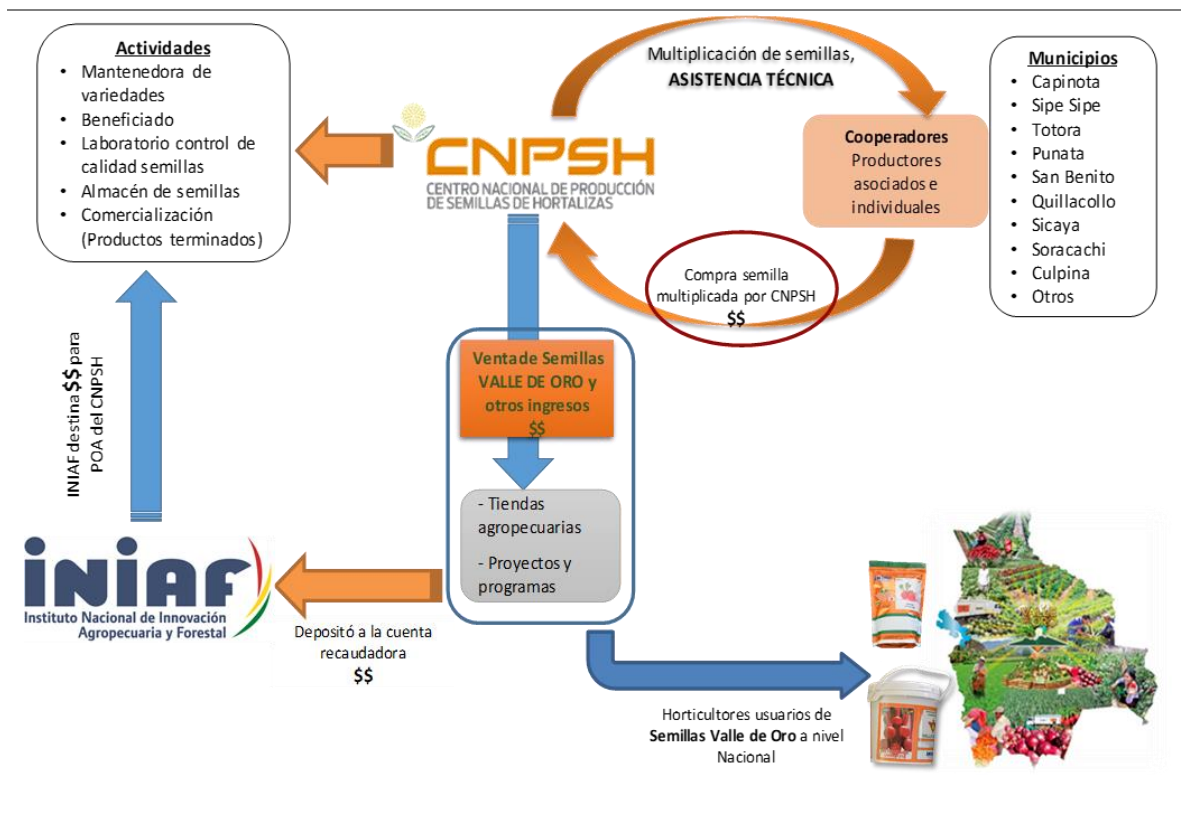 Actividades
• Mantenedora de
variedades
• Beneficiado
• Laboratorio control de
calidad semillas
• Almacén de semillas
• Comercialización
(Productos terminados)
CNPSH
CENTRO NACIONAL DE PRODUCCIÓN
DE SEMILLAS DE HORTALIZAS
Multiplicación de semillas,
ASISTENCIA TÉCNICA
Cooperadores
Productores
asociados e
individuales
Municipios
• Capinota
• Sipe Sipe
• Totora
• Punata
• San Benito
• Quillacollo
• Sicaya
• Soracachi
• Culpina
• Otros
Compra semilla
multiplicada por CNPSH
$$
Venta de Semillas
VALLE DE ORO y
otros ingresos
$$
- Tiendas
agropecuarias
- Proyectos y
programas
INIAF destina $$ para
POA del CNPSH
iNiAF
Instituto Nacional de Innovación
Agropecuaria y Forestal
Depositó a la cuenta
recaudadora
$$
Horticultores usuarios de
Semillas Valle de Oro a nivel
Nacional